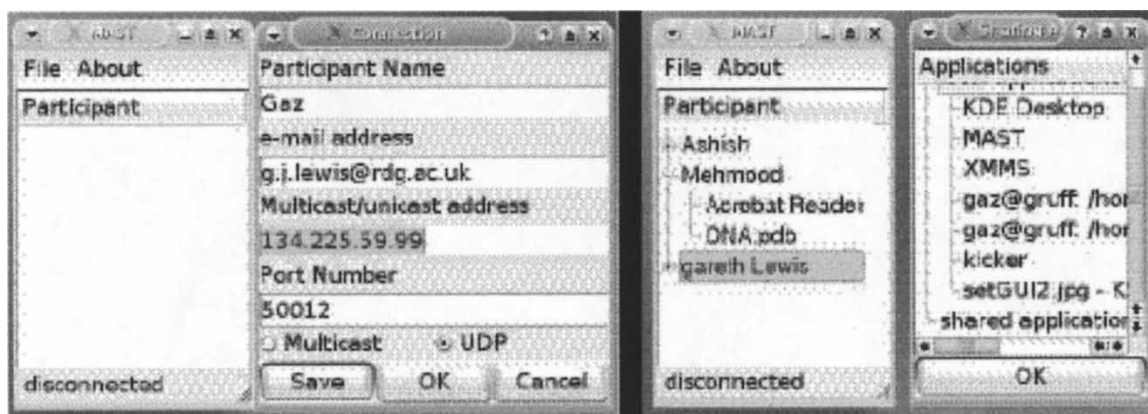 MAST
File About
Participant
disconnected
Connection
Participant Name
Gaz
e-mail address
g.j.lewis@rdg.ac.uk
Multicast/unicast address
134.225.59.99
Port Number
50012
Multicast UDP
Save OK Cancel
MAST
File About
Participant
Ashish
Mehmood
Acrobat Reader
DNA.pdb
gareth Lewis
disconnected
Applications
KDE Desktop
MAST
XMMS
gaz@gruff: /hor
gaz@gruff: /hor
kicker
setGUI2.jpg - K
shared application
OK